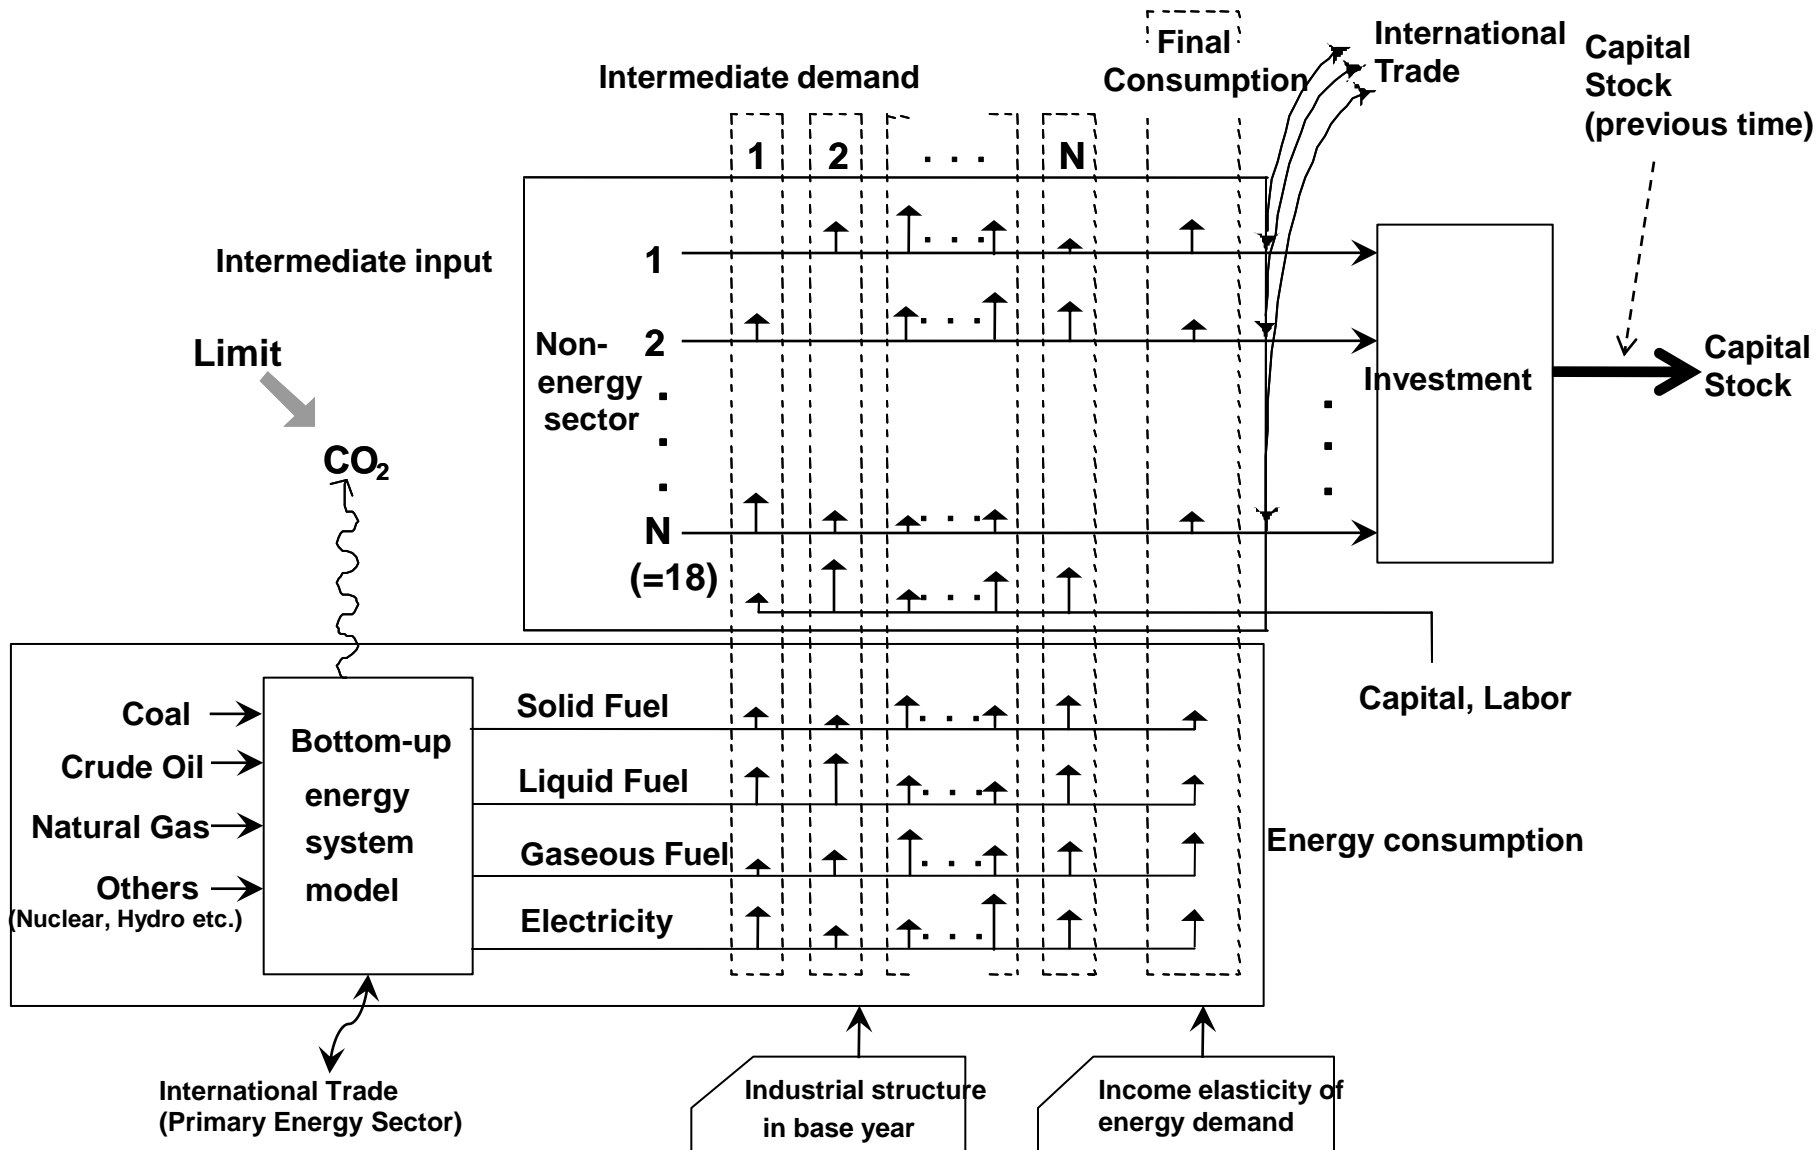 Final
Consumption
International
Trade
Capital
Stock
(previous time)
Intermediate demand
1
2
. . .
N
Intermediate input
1
. . .
Non-
energy
sector
2
. . .
.
.
.
N
(=18)
. . .
. . .
.
.
.
Investment
Capital
Stock
Limit
CO₂
Capital, Labor
Coal
Crude Oil
Natural Gas
Others
(Nuclear, Hydro etc.)
Bottom-up
energy
system
model
Solid Fuel
. . .
Liquid Fuel
. . .
Gaseous Fuel
. . .
Electricity
. . .
Energy consumption
International Trade
(Primary Energy Sector)
Industrial structure
in base year
Income elasticity of
energy demand